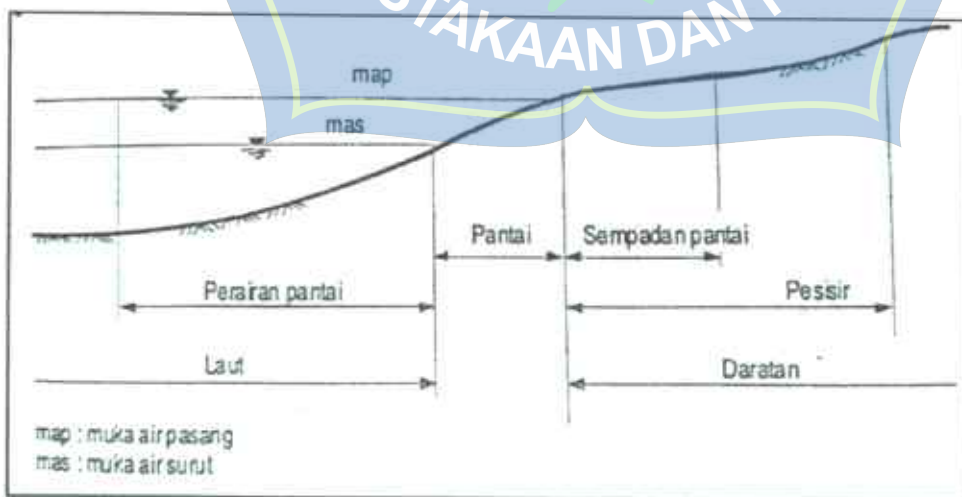 STAKAAN DAN
map
mas
Pantai
Sempadan pantai
Perairan pantai
Pessir
Laut
Daratan
map : muka air pasang
mas : muka air surut